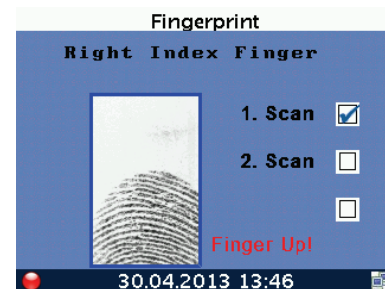 Fingerprint
Right Index Finger
1. Scan
2. Scan
Finger Up!
30.04.2013 13:46